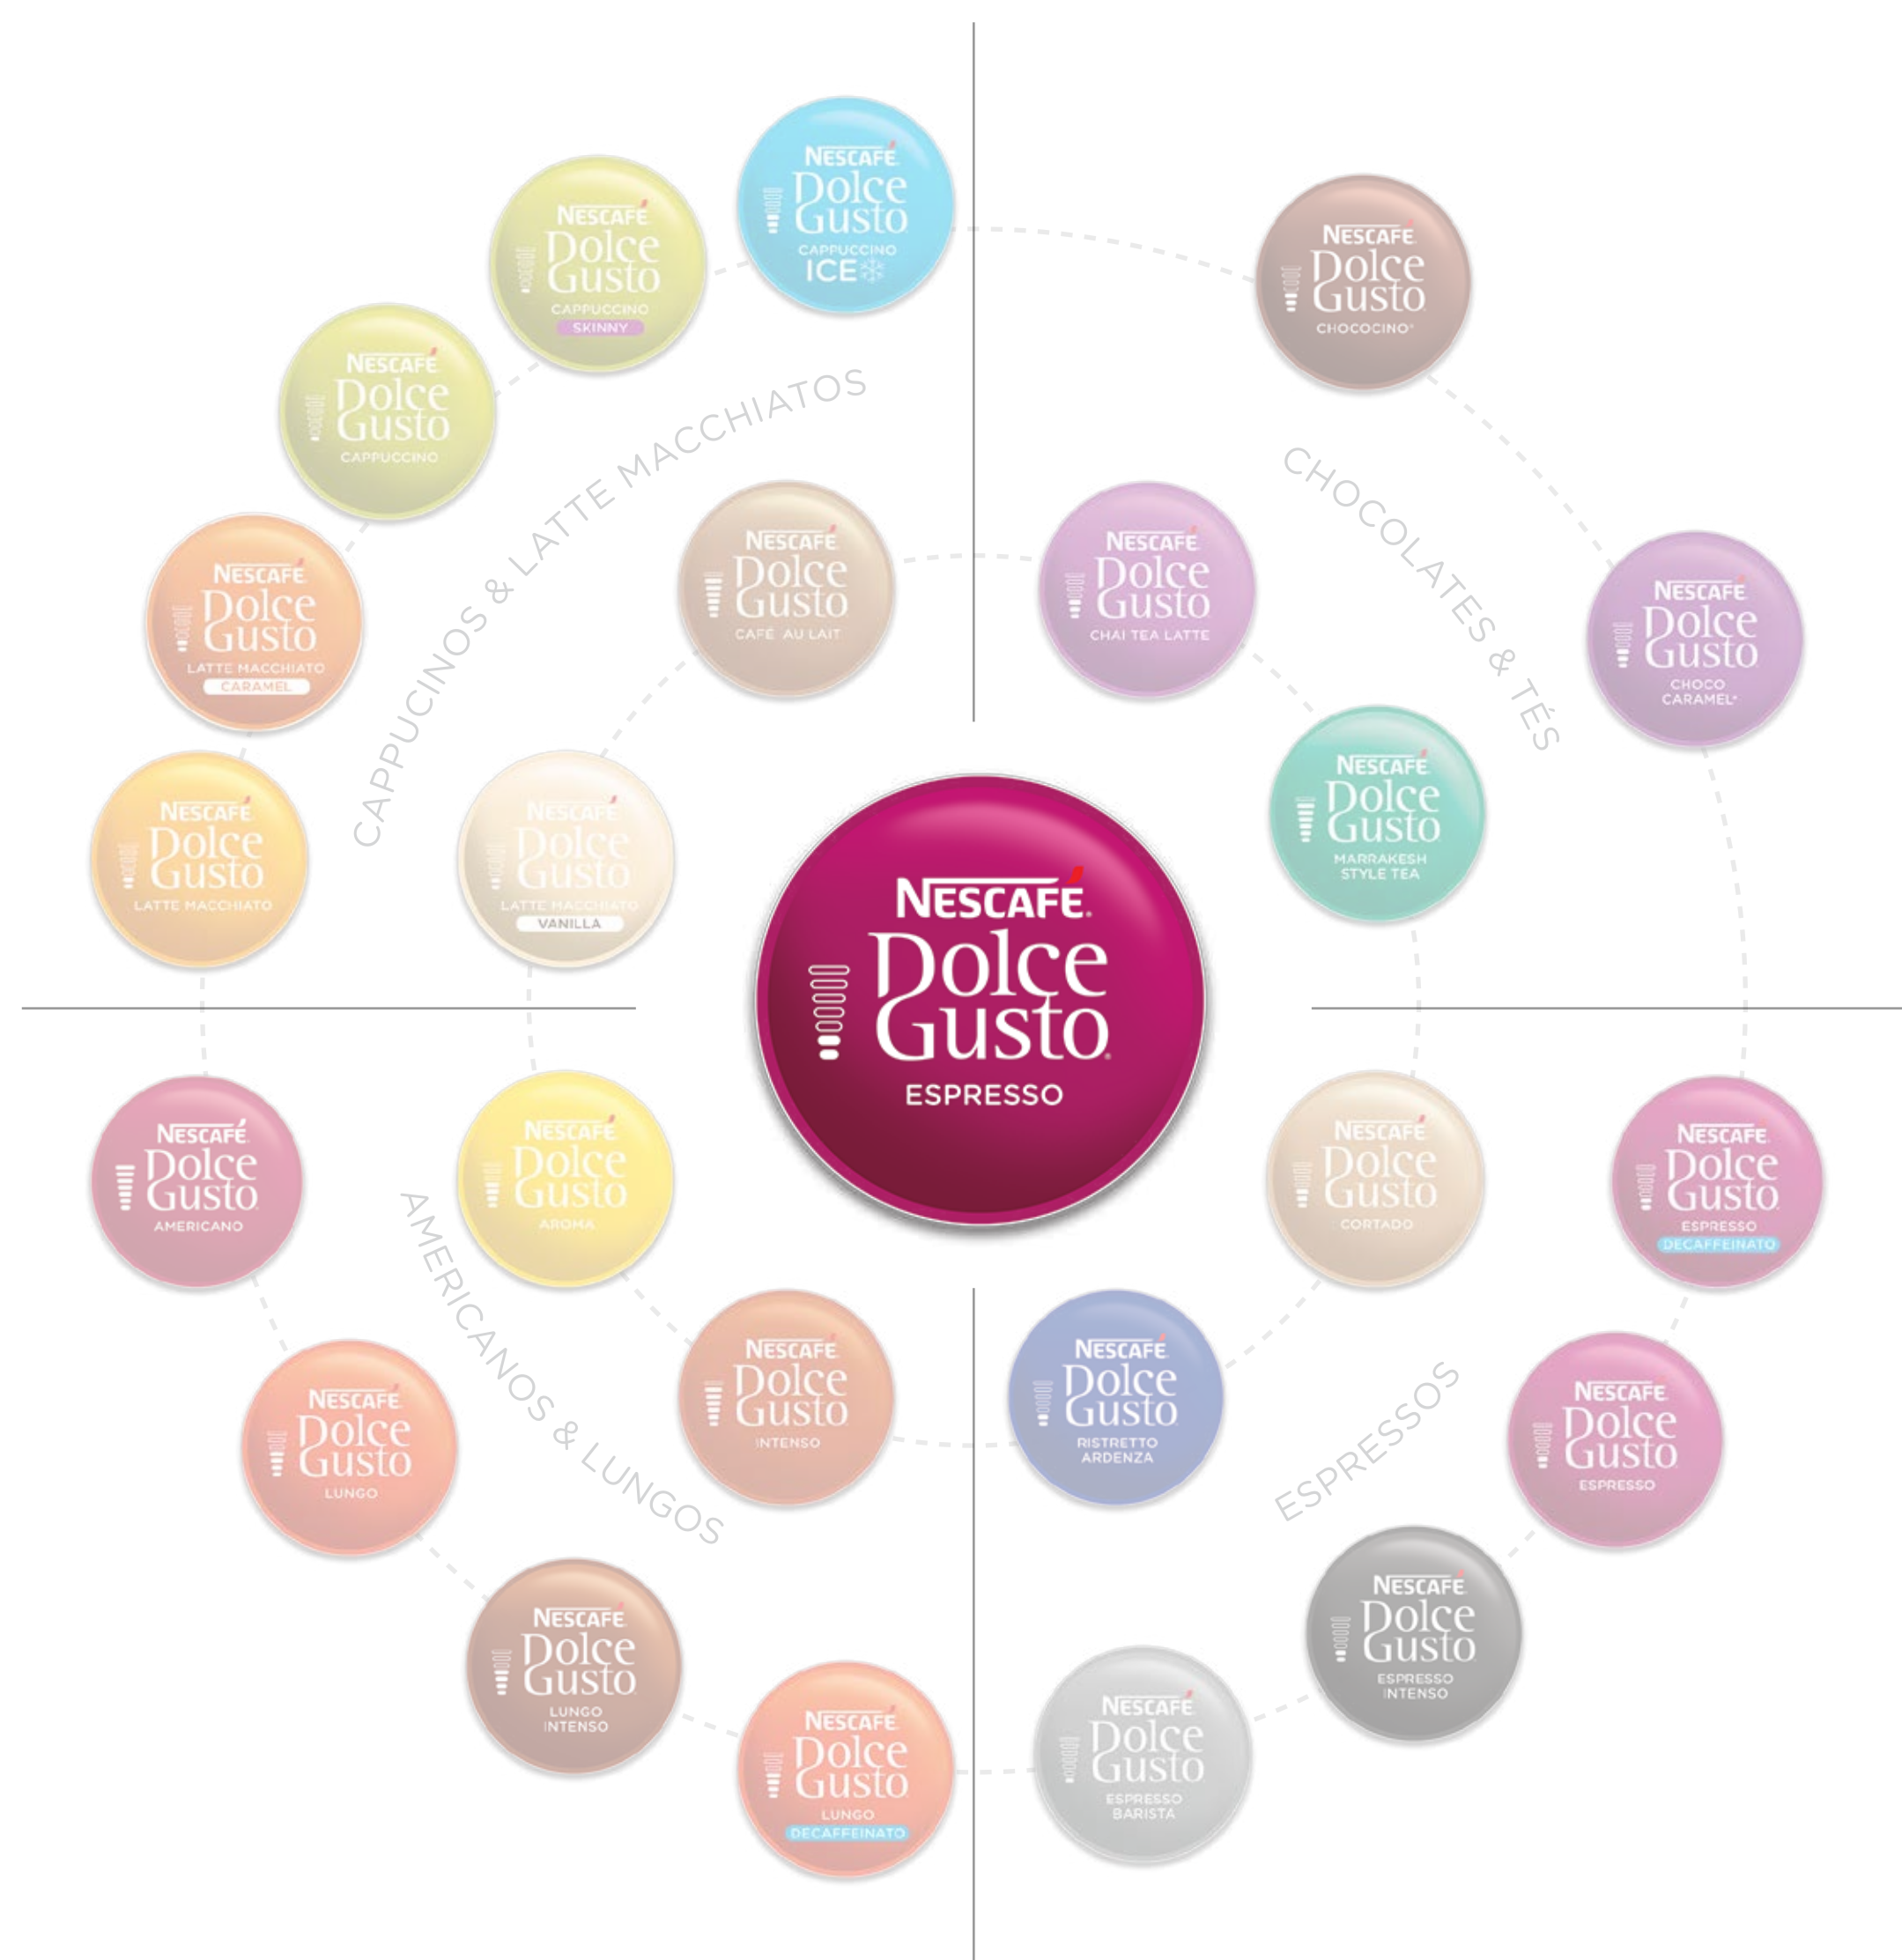 NESCAFÉ
Dolce
Gusto
CAPPUCCINO
ICE
NESCAFÉ
Dolce
Gusto
CAPPUCCINO
SKINNY
NESCAFÉ
Dolce
Gusto
CAPPUCCINO
NESCAFÉ
Dolce
Gusto
LATTE MACCHIATO
CARAMEL
NESCAFÉ
Dolce
Gusto
LATTE MACCHIATO
CAPPUCINOS & LATTE MACCHIATOS
NESCAFÉ
Dolce
Gusto
CAFÉ AU LAIT
NESCAFÉ
Dolce
Gusto
LATTE MACCHIATO
VANILLA
NESCAFÉ
Dolce
Gusto
CHOCOCINO*
NESCAFÉ
Dolce
Gusto
CHOCO
CARAMEL*
CHOCOLATES & TÉS
NESCAFÉ
Dolce
Gusto
CHAI TEA LATTE
NESCAFÉ
Dolce
Gusto
MARRAKESH
STYLE TEA
NESCAFÉ®
Dolce
Gusto®
ESPRESSO
NESCAFÉ
Dolce
Gusto
AMERICANO
NESCAFÉ
Dolce
Gusto
AROMA
NESCAFÉ
Dolce
Gusto
INTENSO
AMERICANOS & LUNGOS
NESCAFÉ
Dolce
Gusto
LUNGO
NESCAFÉ
Dolce
Gusto
LUNGO
INTENSO
NESCAFÉ
Dolce
Gusto
LUNGO
DECAFFEINATO
NESCAFÉ
Dolce
Gusto
CORTADO
NESCAFÉ
Dolce
Gusto
ESPRESSO
DECAFFEINATO
NESCAFÉ
Dolce
Gusto
RISTRETTO
ARDENZA
ESPRESSOS
NESCAFÉ
Dolce
Gusto
ESPRESSO
NESCAFÉ
Dolce
Gusto
ESPRESSO
INTENSO
NESCAFÉ
Dolce
Gusto
ESPRESSO
BARISTA